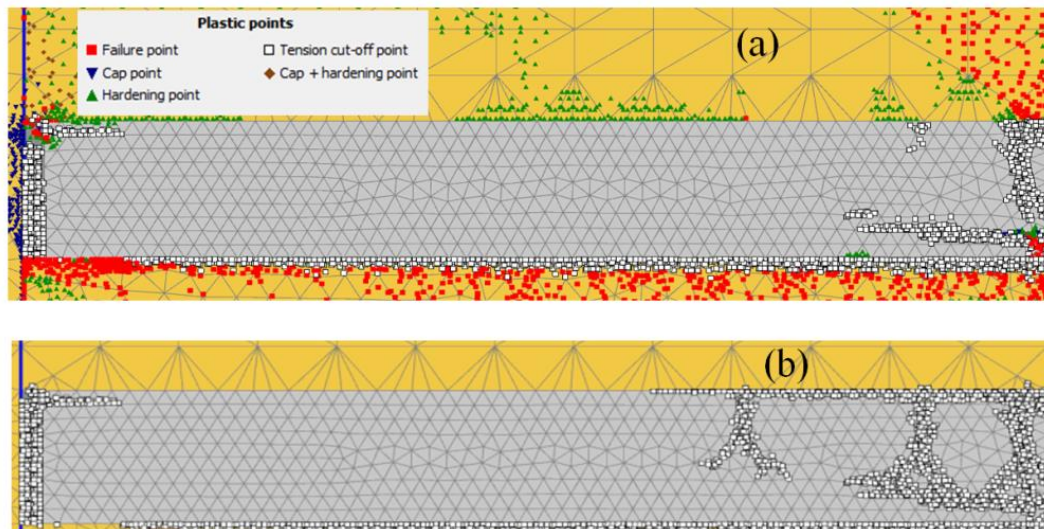 Plastic points
Failure point
Tension cut-off point
Cap point
Cap + hardening point
Hardening point
(a)
(b)